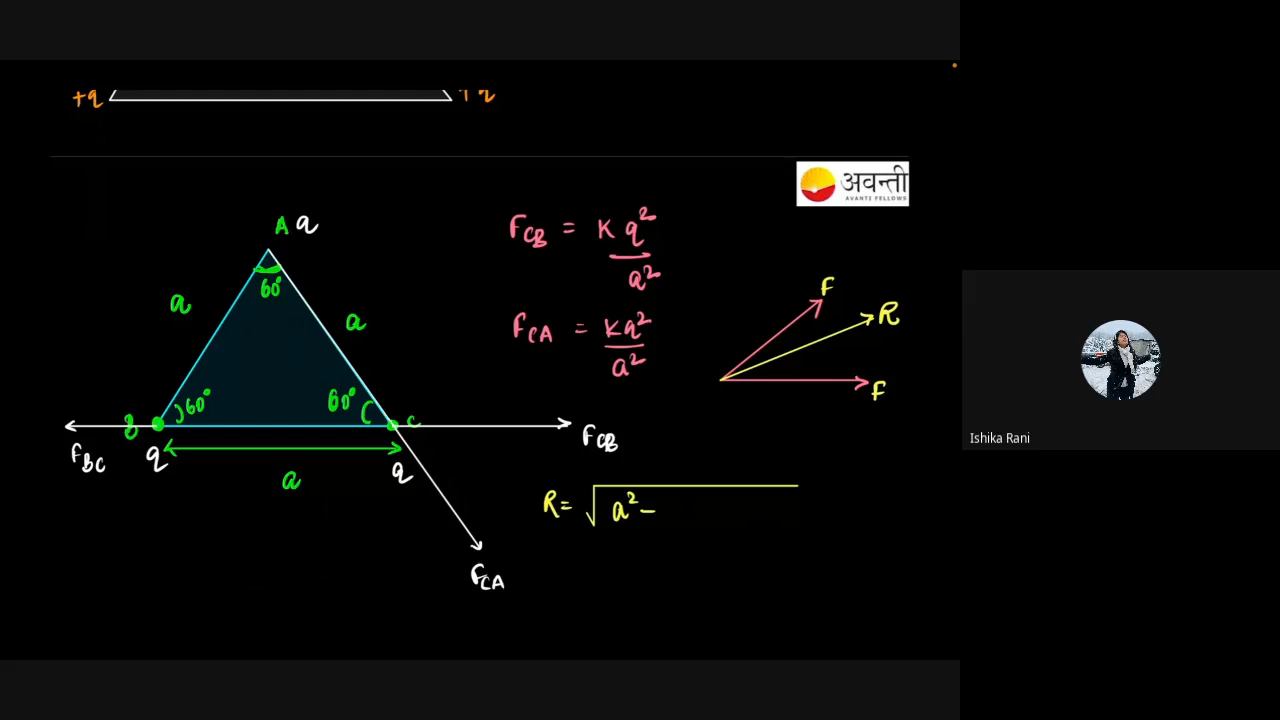 +q +q
अवन्ती
AVANTI FELLOWS
A q
F_CB = K q²/a²
60°
F
a
a
F_CA = Kq²/a²
R
F
60° 60°
B C
F_BC q q F_CB
a
R = √a² –
F_CA
Ishika Rani